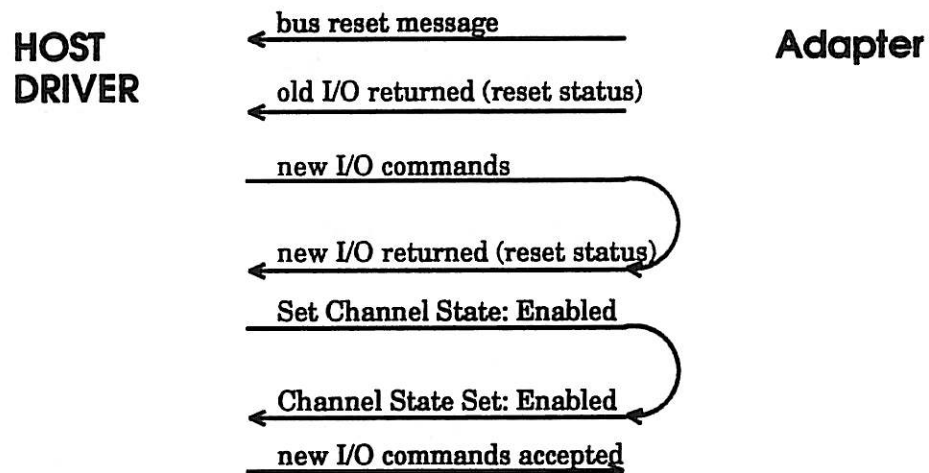 bus reset message
HOST
DRIVER
Adapter
old I/O returned (reset status)
new I/O commands
new I/O returned (reset status)
Set Channel State: Enabled
Channel State Set: Enabled
new I/O commands accepted